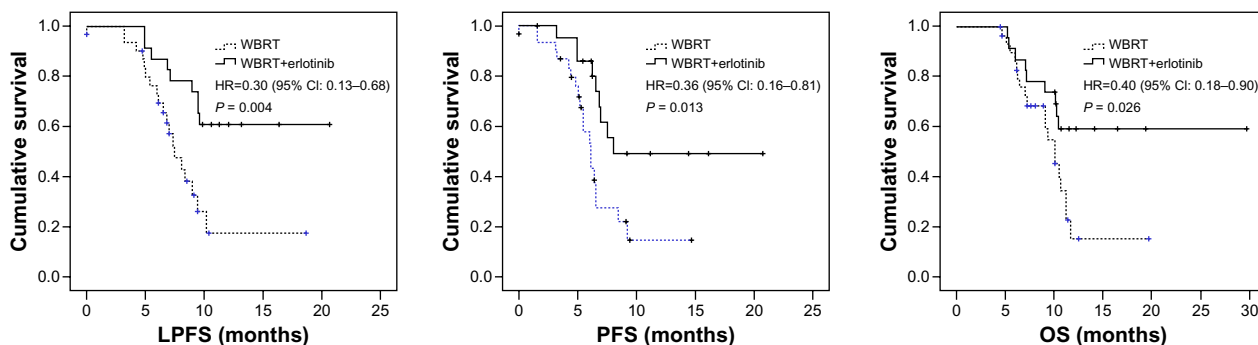 Cumulative survival
1.0
0.8
0.6
0.4
0.2
0.0
WBRT
WBRT+erlotinib
HR=0.30 (95% CI: 0.13–0.68)
P = 0.004
0 5 10 15 20 25
LPFS (months)
Cumulative survival
1.0
0.8
0.6
0.4
0.2
0.0
WBRT
WBRT+erlotinib
HR=0.36 (95% CI: 0.16–0.81)
P = 0.013
0 5 10 15 20 25
PFS (months)
Cumulative survival
1.0
0.8
0.6
0.4
0.2
0.0
WBRT
WBRT+erlotinib
HR=0.40 (95% CI: 0.18–0.90)
P = 0.026
0 5 10 15 20 25 30
OS (months)